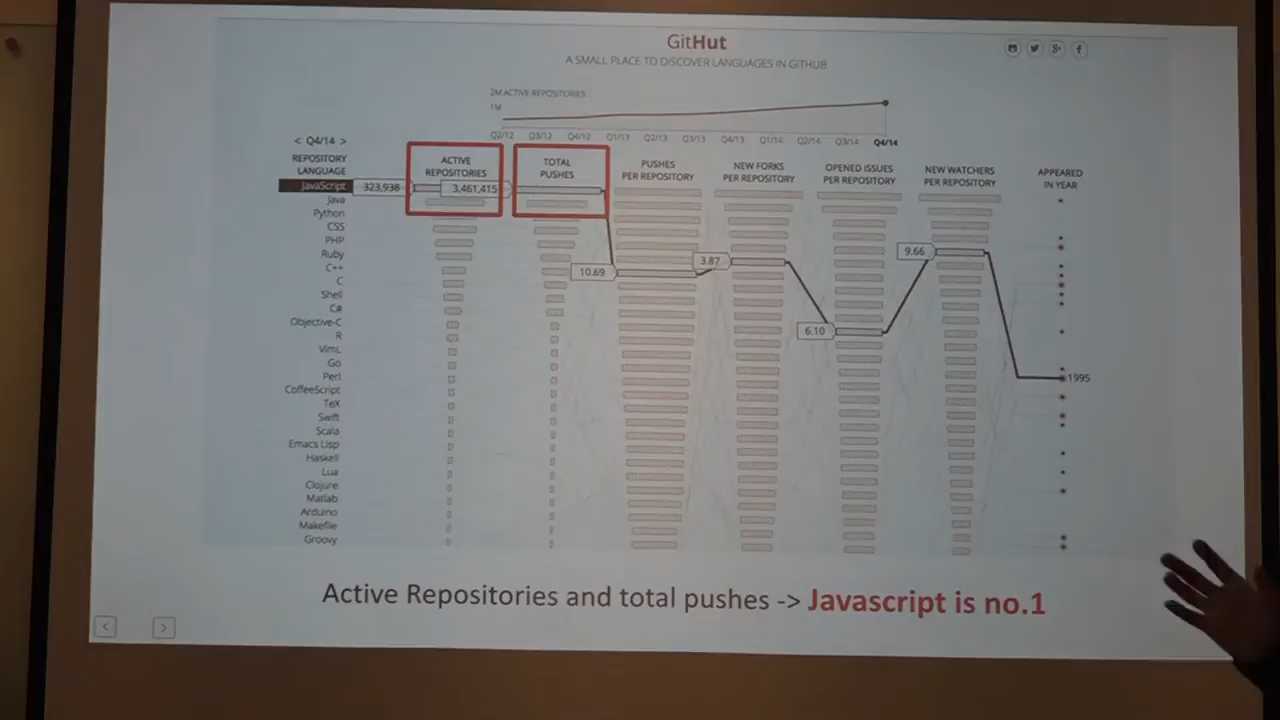 GitHut
A SMALL PLACE TO DISCOVER LANGUAGES IN GITHUB
2M ACTIVE REPOSITORIES
1M
Q2/12 Q3/12 Q4/12 Q1/13 Q2/13 Q3/13 Q4/13 Q1/14 Q2/14 Q3/14 Q4/14
< Q4/14 >
REPOSITORY
LANGUAGE
ACTIVE
REPOSITORIES
TOTAL
PUSHES
PUSHES
PER REPOSITORY
NEW FORKS
PER REPOSITORY
OPENED ISSUES
PER REPOSITORY
NEW WATCHERS
PER REPOSITORY
APPEARED
IN YEAR
JavaScript 323,938 3,461,415
Java
Python
CSS
PHP
Ruby
C++
C
Shell
C#
Objective-C
R
VimL
Go
Perl
CoffeeScript
TeX
Swift
Scala
Emacs Lisp
Haskell
Lua
Clojure
Matlab
Arduino
Makefile
Groovy
10.69
3.87
6.10
9.66
1995
Active Repositories and total pushes -> Javascript is no.1